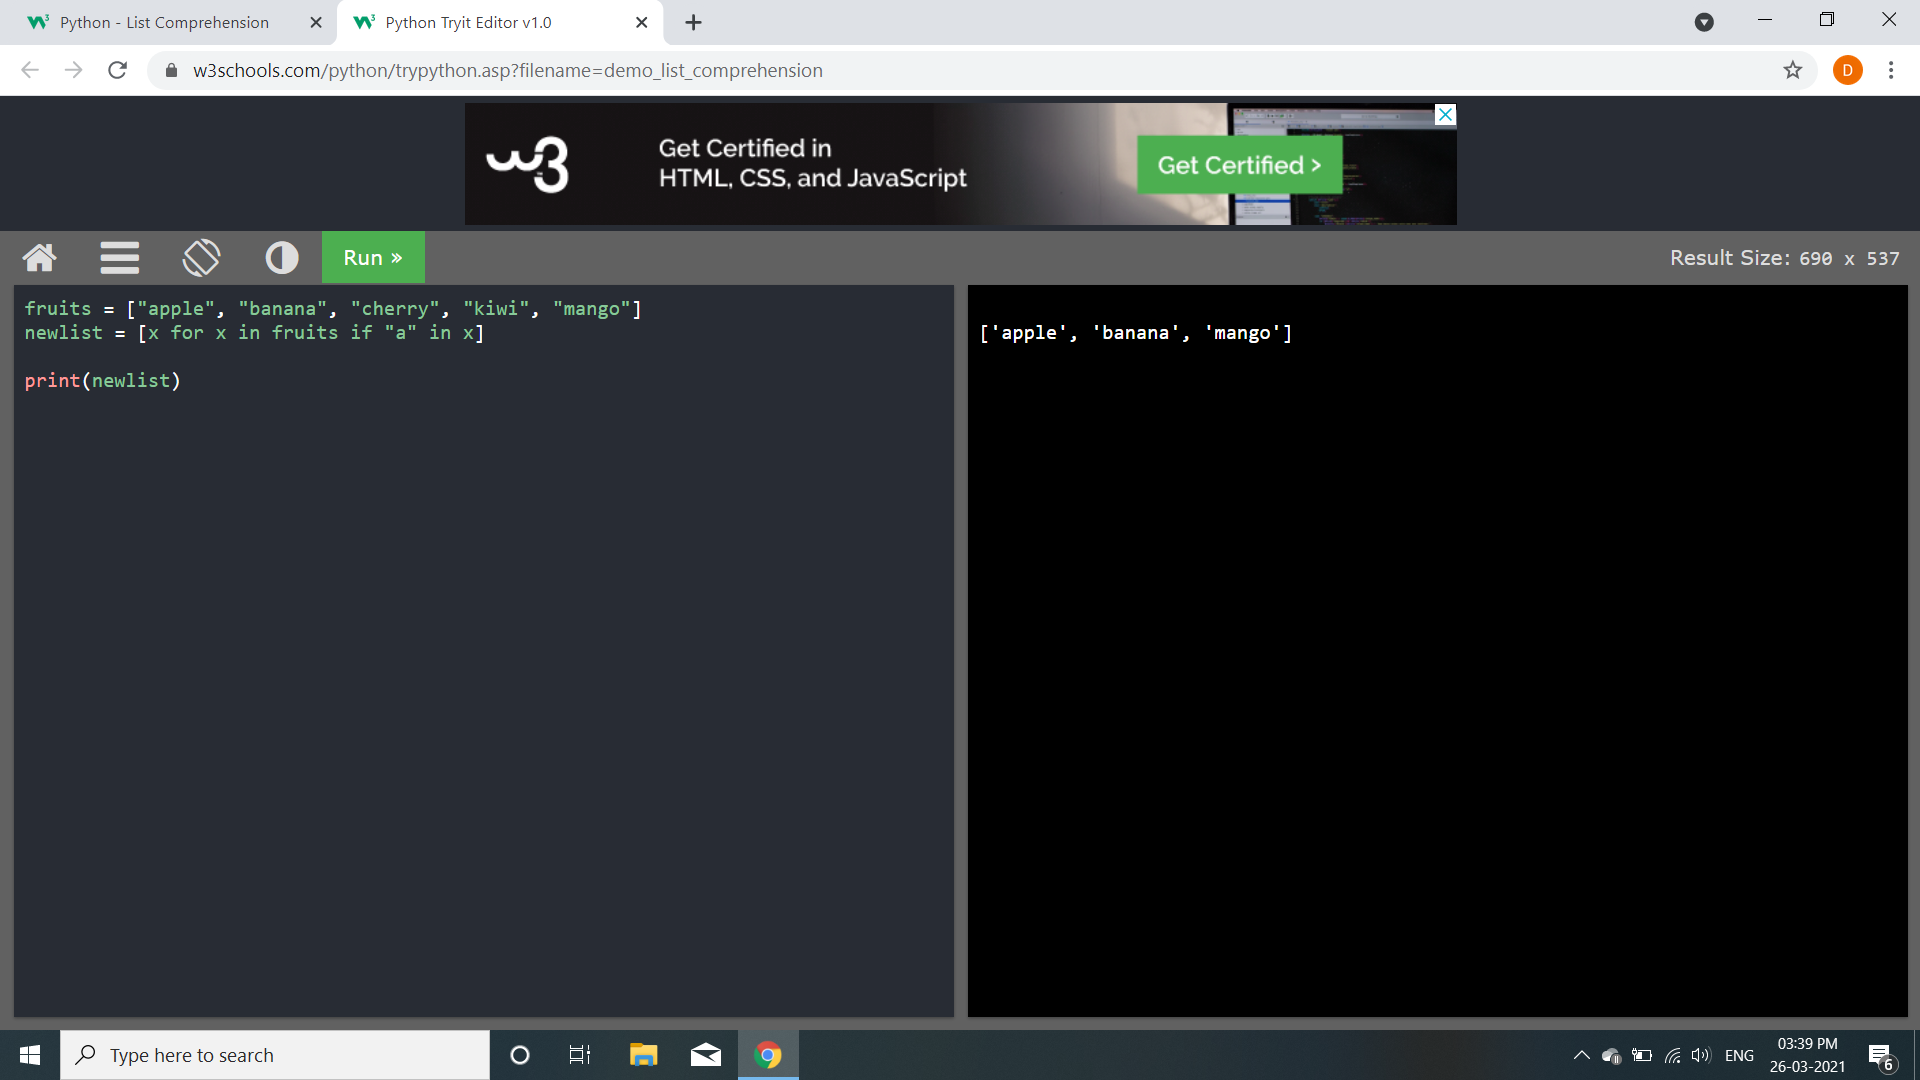 Python - List Comprehension
Python Tryit Editor v1.0
w3schools.com/python/trypython.asp?filename=demo_list_comprehension
D
w3
Get Certified in
HTML, CSS, and JavaScript
Get Certified >
Run »
Result Size: 690 x 537
fruits = ["apple", "banana", "cherry", "kiwi", "mango"]
newlist = [x for x in fruits if "a" in x]
print(newlist)
['apple', 'banana', 'mango']
Type here to search
ENG
03:39 PM
26-03-2021
6